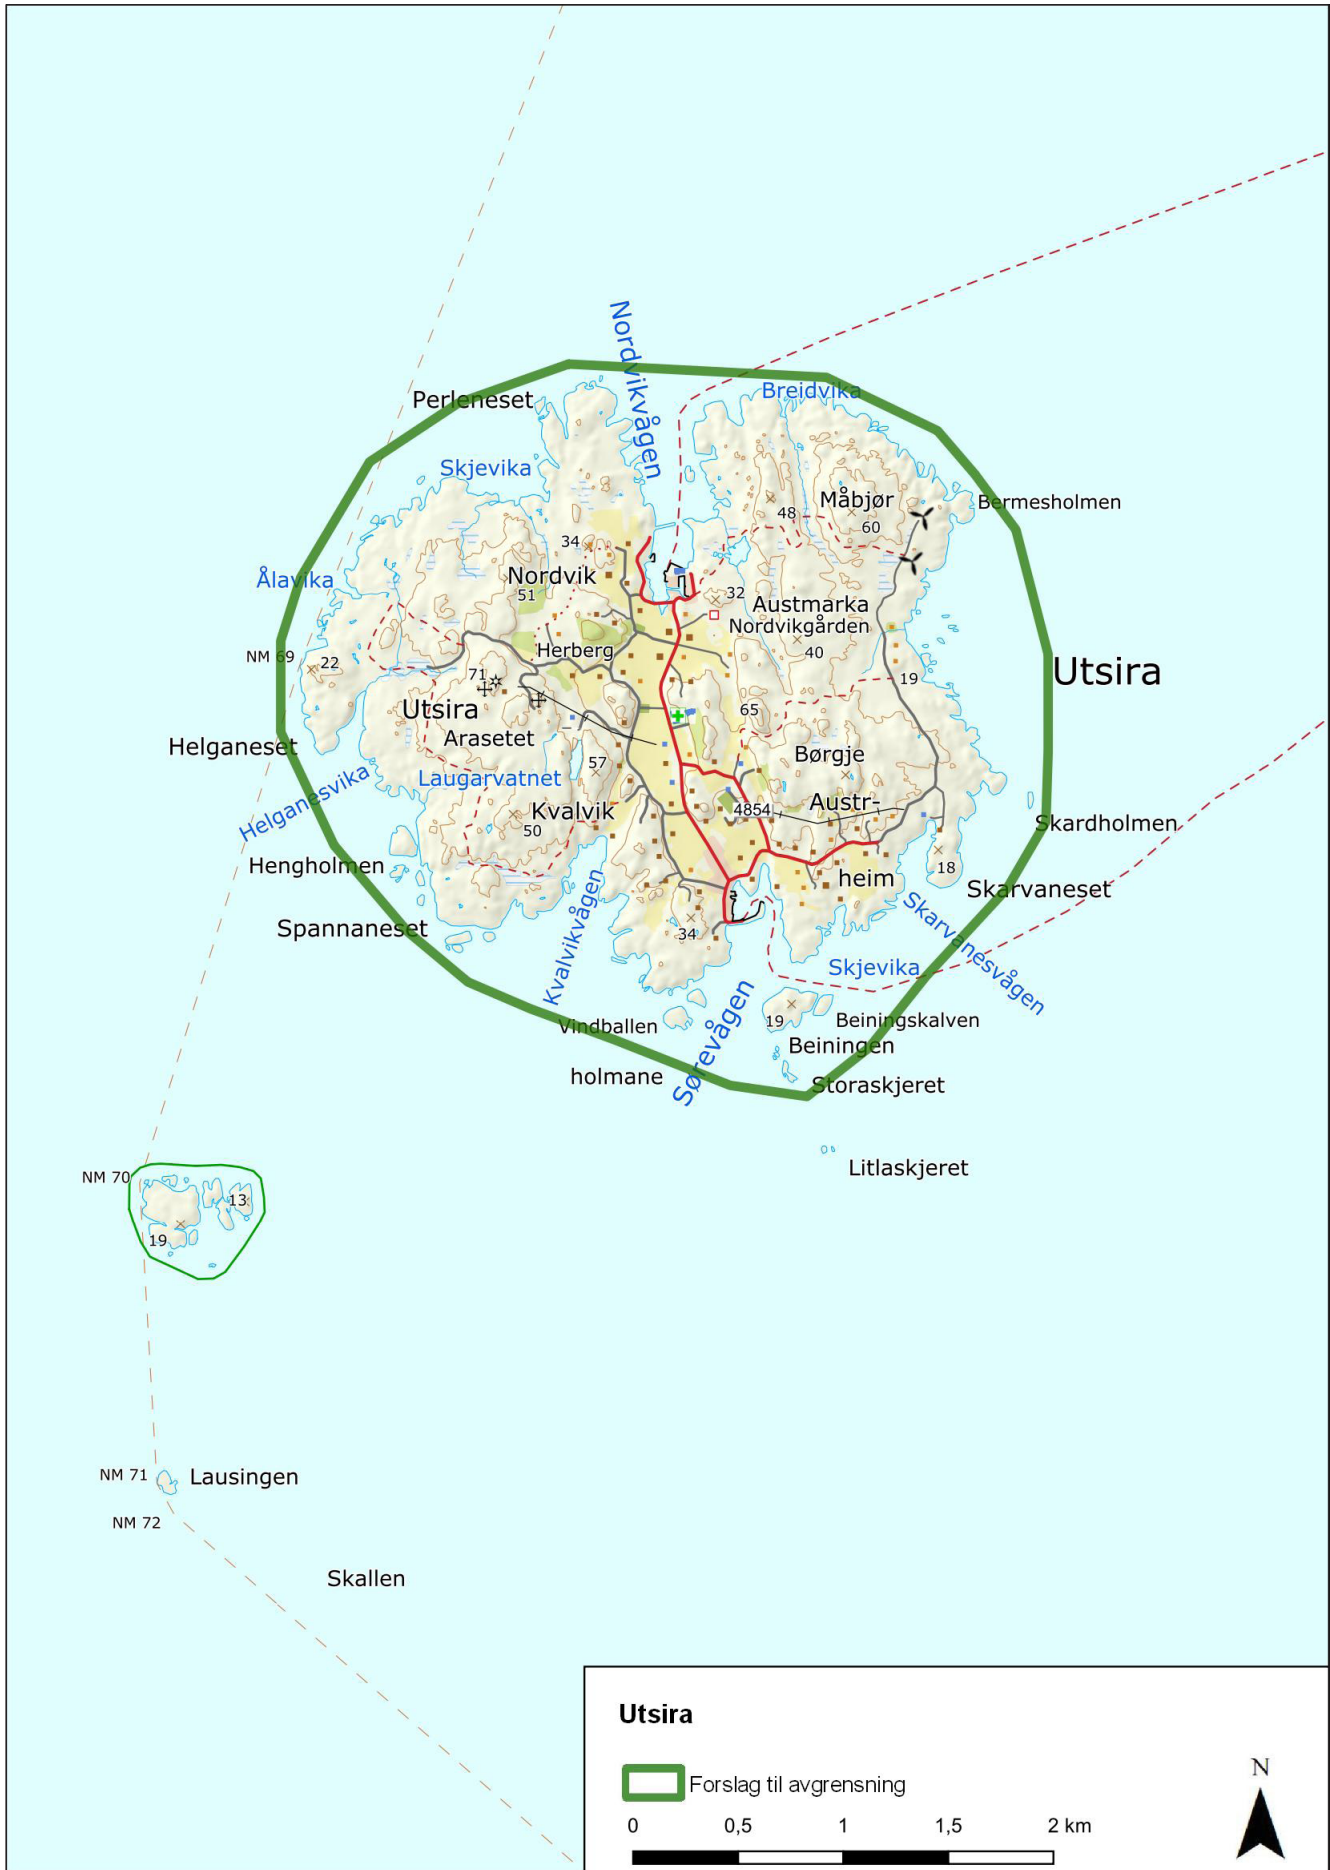 Nordvikvågen
Breidvika
Perleneset
Skjevika
Måbjør
48
60
Bermesholmen
34
Nordvik
51
Ålavika
32
Austmarka
Nordvikgården
Herberg
40
NM 69
22
71
19
Utsira
Utsira
65
Arasetet
Helganeset
Børgje
57
Laugarvatnet
Helganesvika
Kvalvik
4854
Austr-
50
Skardholmen
Hengholmen
18
heim
Skarvaneset
Kvalvikvågen
Skarvanesvågen
Spannaneset
34
Skjevika
Vindballen
19
Beiningskalven
Sørevågen
Beiningen
holmane
Storaskjeret
Litlaskjeret
NM 70
13
19
NM 71
Lausingen
NM 72
Skallen
Utsira
Forslag til avgrensning
N
0 0,5 1 1,5 2 km